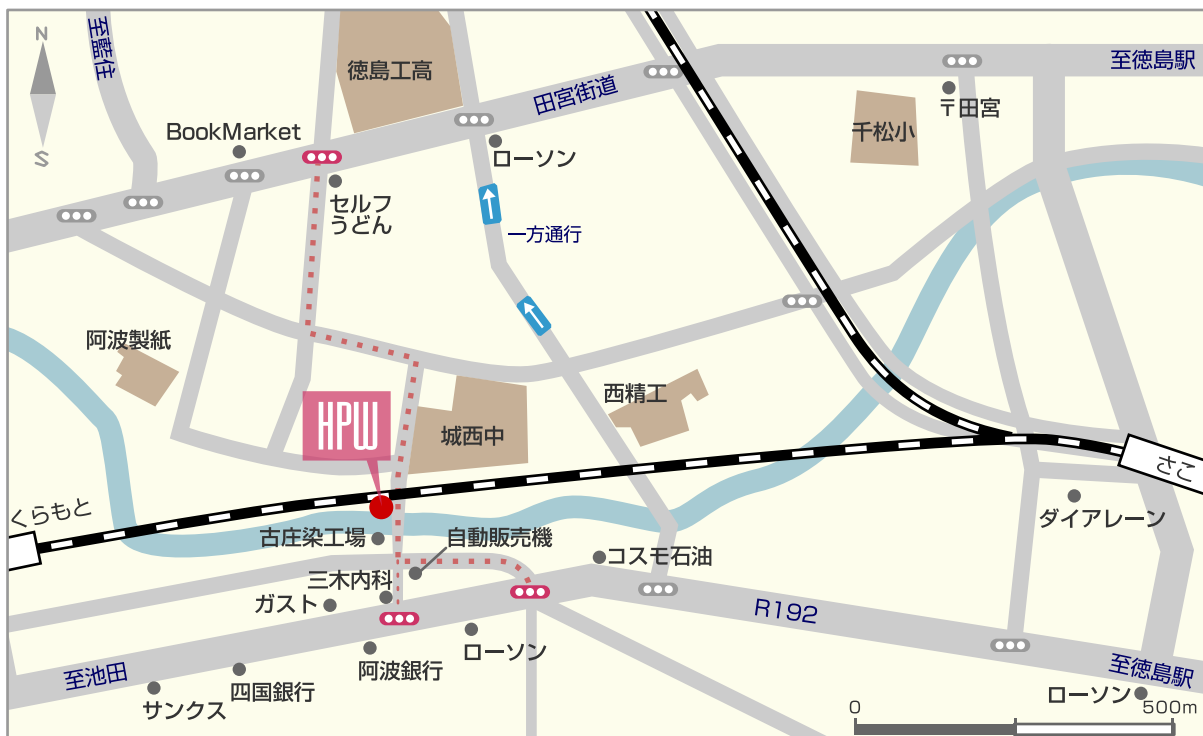 N
S
至藍住
徳島工高
田宮街道
至徳島駅
〒田宮
千松小
BookMarket
ローソン
セルフ
うどん
一方通行
阿波製紙
西精工
HPW
城西中
くらもと
さこ
ダイアレーン
古庄染工場
自動販売機
コスモ石油
三木内科
ガスト
R192
ローソン
阿波銀行
至池田
四国銀行
サンクス
至徳島駅
ローソン
0
500m